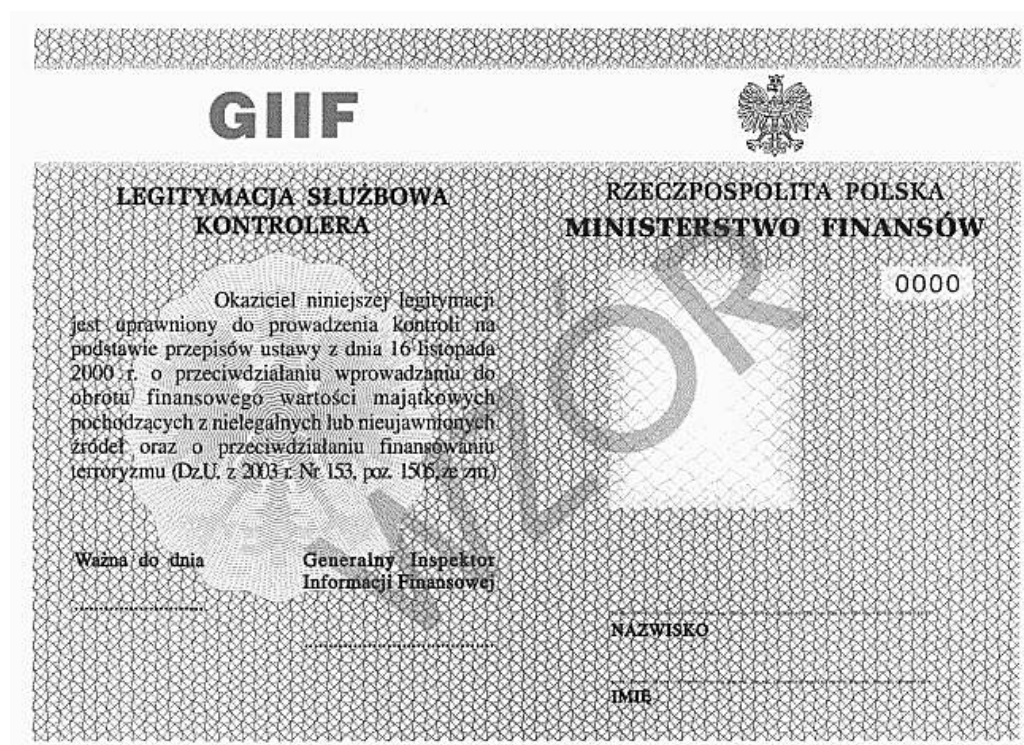 GIIF
LEGITYMACJA SŁUŻBOWA
KONTROLERA
Okaziciel niniejszej legitymacji
jest uprawniony do prowadzenia kontroli na
podstawie przepisów ustawy z dnia 16 listopada
2000 r. o przeciwdziałaniu wprowadzaniu do
obrotu finansowego wartości majątkowych
pochodzących z nielegalnych lub nieujawnionych
źródeł oraz o przeciwdziałaniu finansowaniu
terroryzmu (Dz.U. z 2003 r. Nr 153, poz. 1505, ze zm.)
Ważna do dnia
Generalny Inspektor
Informacji Finansowej
RZECZPOSPOLITA POLSKA
MINISTERSTWO FINANSÓW
0000
WZÓR
NAZWISKO
IMIĘ